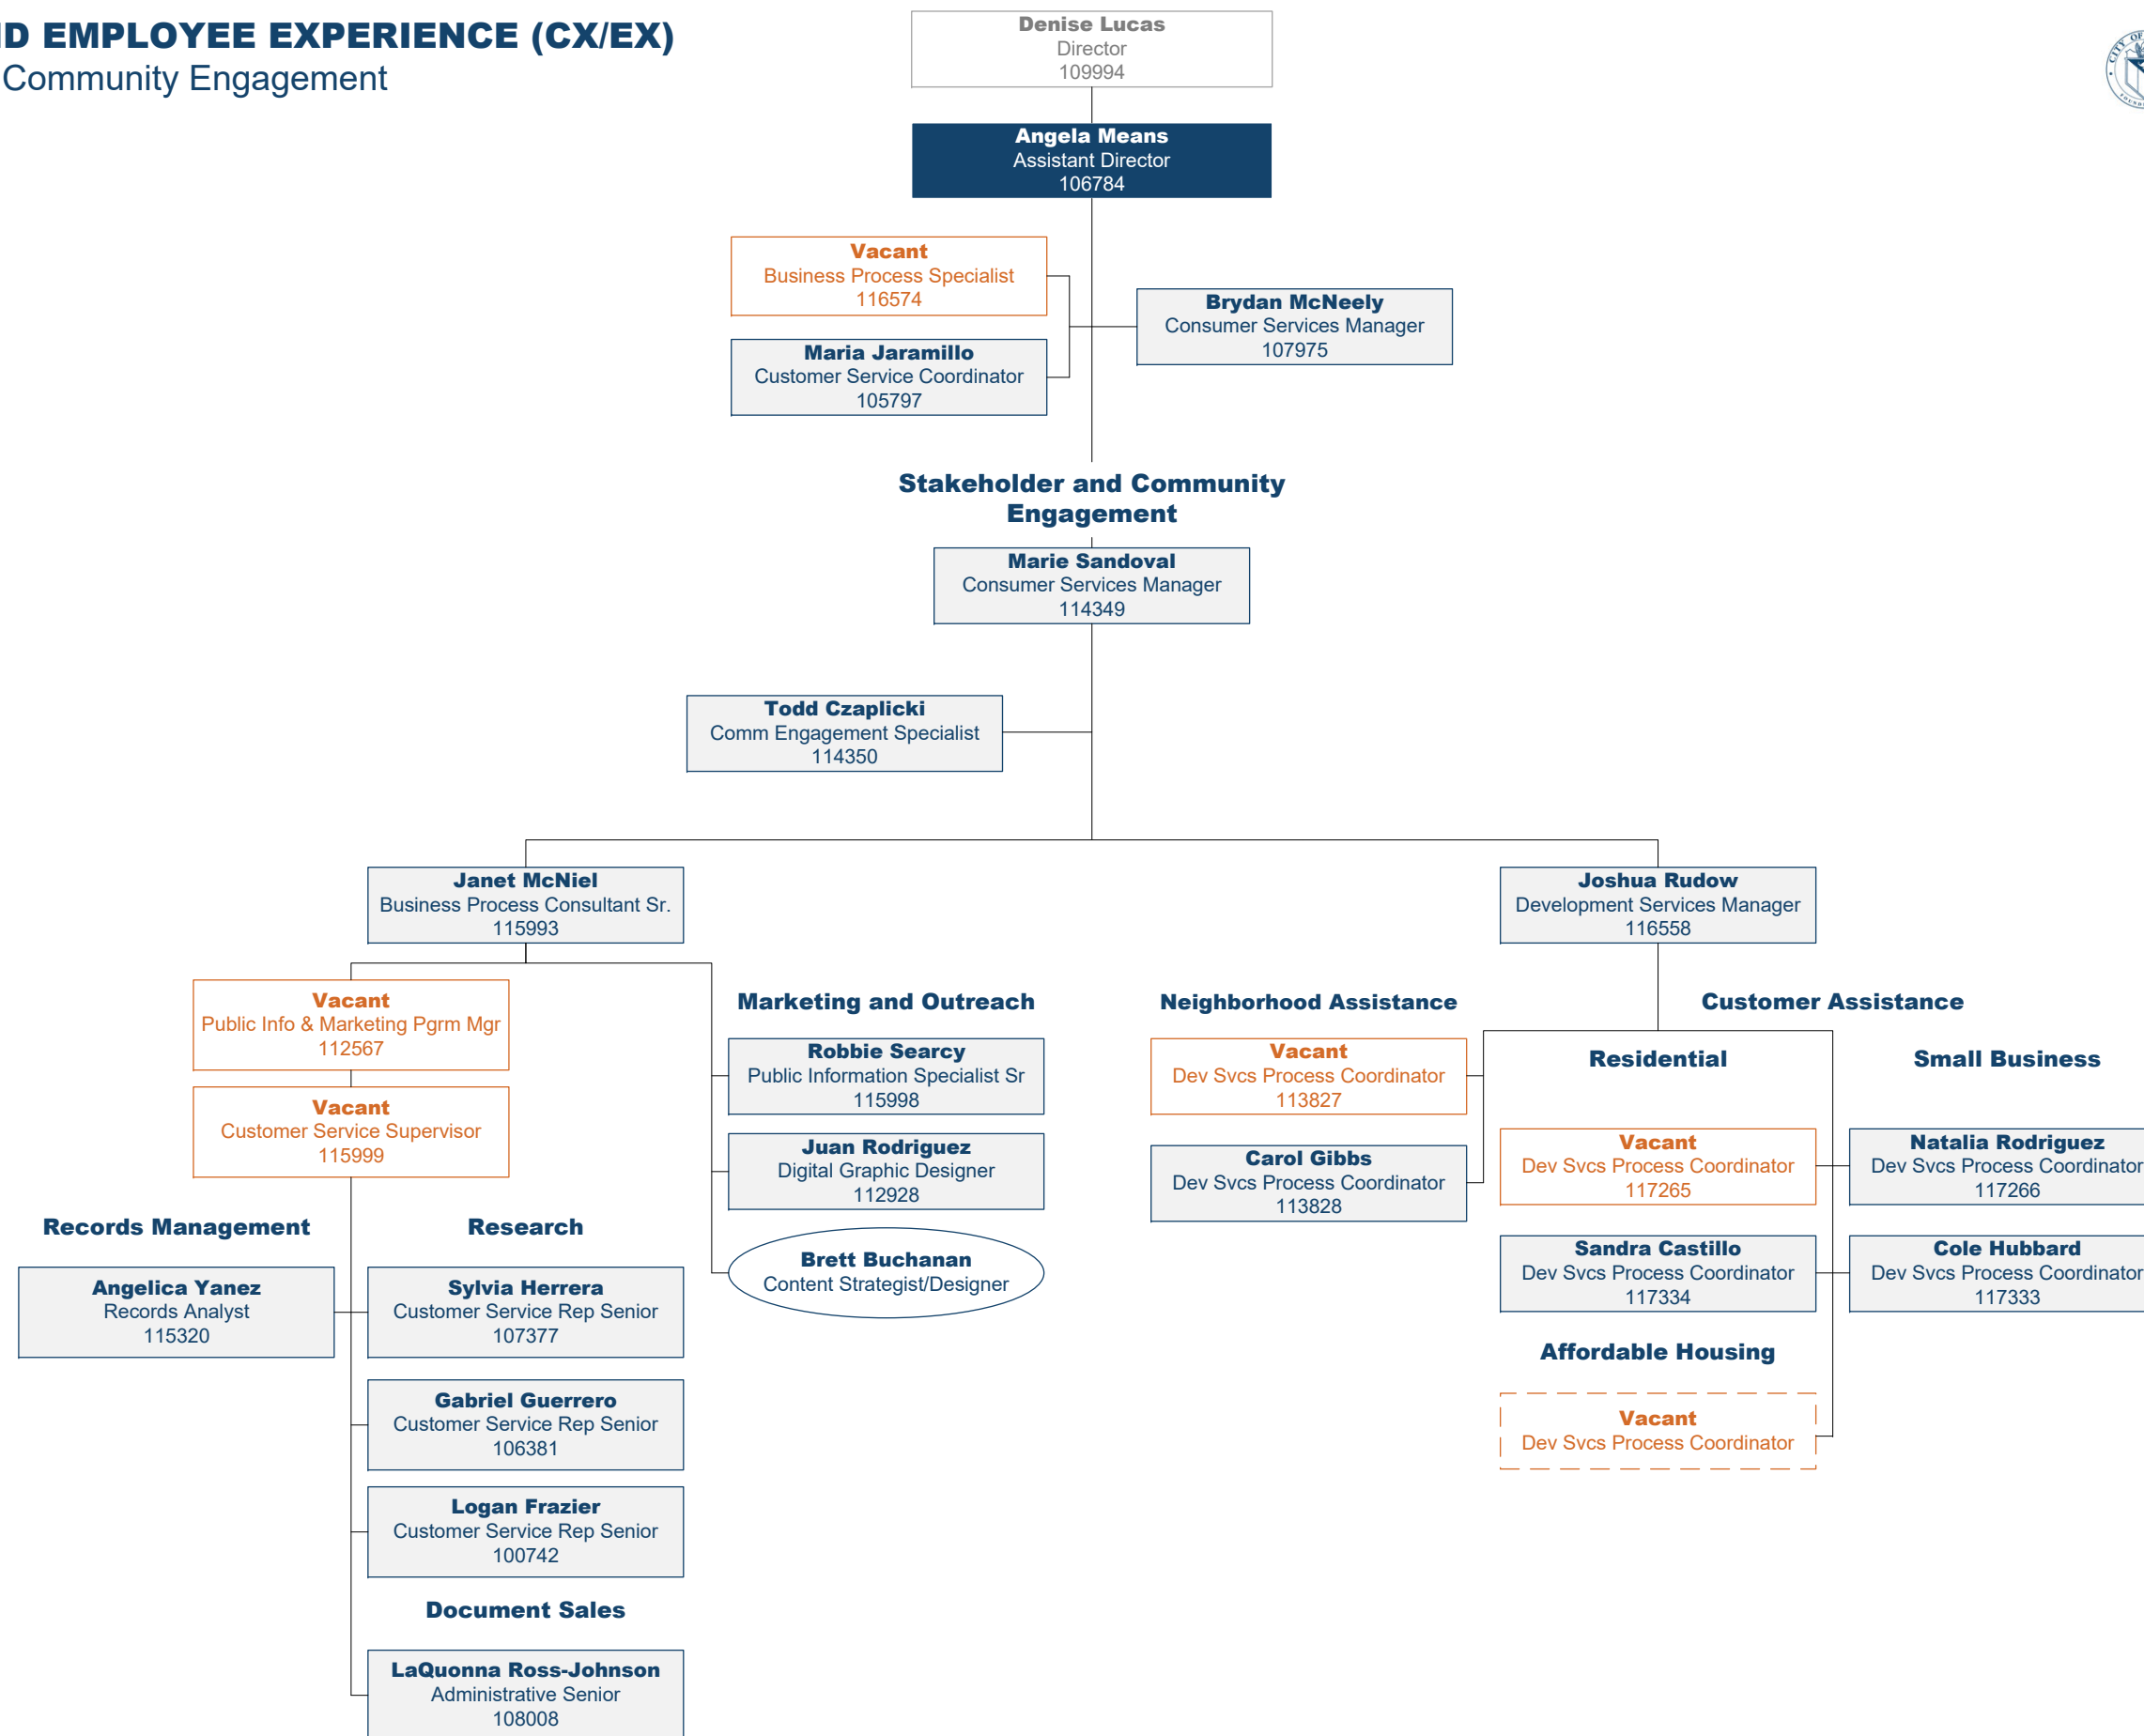 D EMPLOYEE EXPERIENCE (CX/EX)
Community Engagement
Denise Lucas
Director
109994
CITY OF
Angela Means
Assistant Director
106784
Vacant
Business Process Specialist
116574
Brydan McNeely
Consumer Services Manager
107975
Maria Jaramillo
Customer Service Coordinator
105797
Stakeholder and Community
Engagement
Marie Sandoval
Consumer Services Manager
114349
Todd Czaplicki
Comm Engagement Specialist
114350
Janet McNiel
Business Process Consultant Sr.
115993
Joshua Rudow
Development Services Manager
116558
Vacant
Public Info & Marketing Pgrm Mgr
112567
Vacant
Customer Service Supervisor
115999
Marketing and Outreach
Robbie Searcy
Public Information Specialist Sr
115998
Juan Rodriguez
Digital Graphic Designer
112928
Brett Buchanan
Content Strategist/Designer
Neighborhood Assistance
Vacant
Dev Svcs Process Coordinator
113827
Carol Gibbs
Dev Svcs Process Coordinator
113828
Customer Assistance
Residential
Small Business
Vacant
Dev Svcs Process Coordinator
117265
Natalia Rodriguez
Dev Svcs Process Coordinator
117266
Sandra Castillo
Dev Svcs Process Coordinator
117334
Cole Hubbard
Dev Svcs Process Coordinator
117333
Affordable Housing
Vacant
Dev Svcs Process Coordinator
Records Management
Angelica Yanez
Records Analyst
115320
Research
Sylvia Herrera
Customer Service Rep Senior
107377
Gabriel Guerrero
Customer Service Rep Senior
106381
Logan Frazier
Customer Service Rep Senior
100742
Document Sales
LaQuonna Ross-Johnson
Administrative Senior
108008